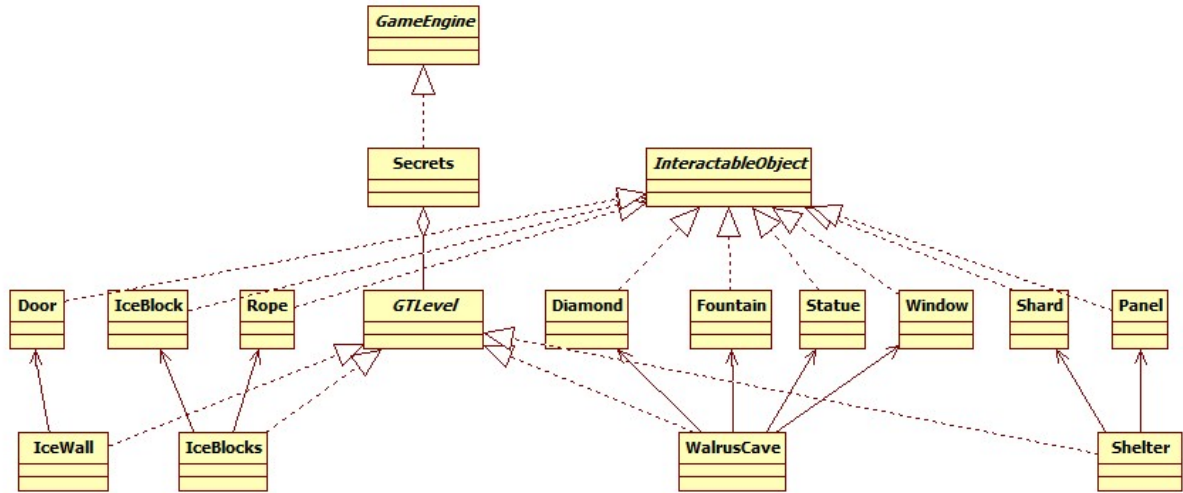 GameEngine
Secrets
InteractableObject
Door
IceBlock
Rope
GTLevel
Diamond
Fountain
Statue
Window
Shard
Panel
IceWall
IceBlocks
WalrusCave
Shelter